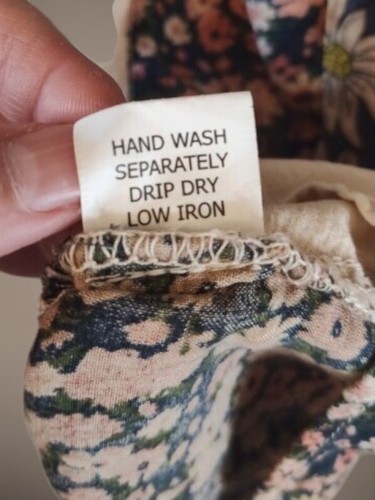 HAND WASH
SEPARATELY
DRIP DRY
LOW IRON